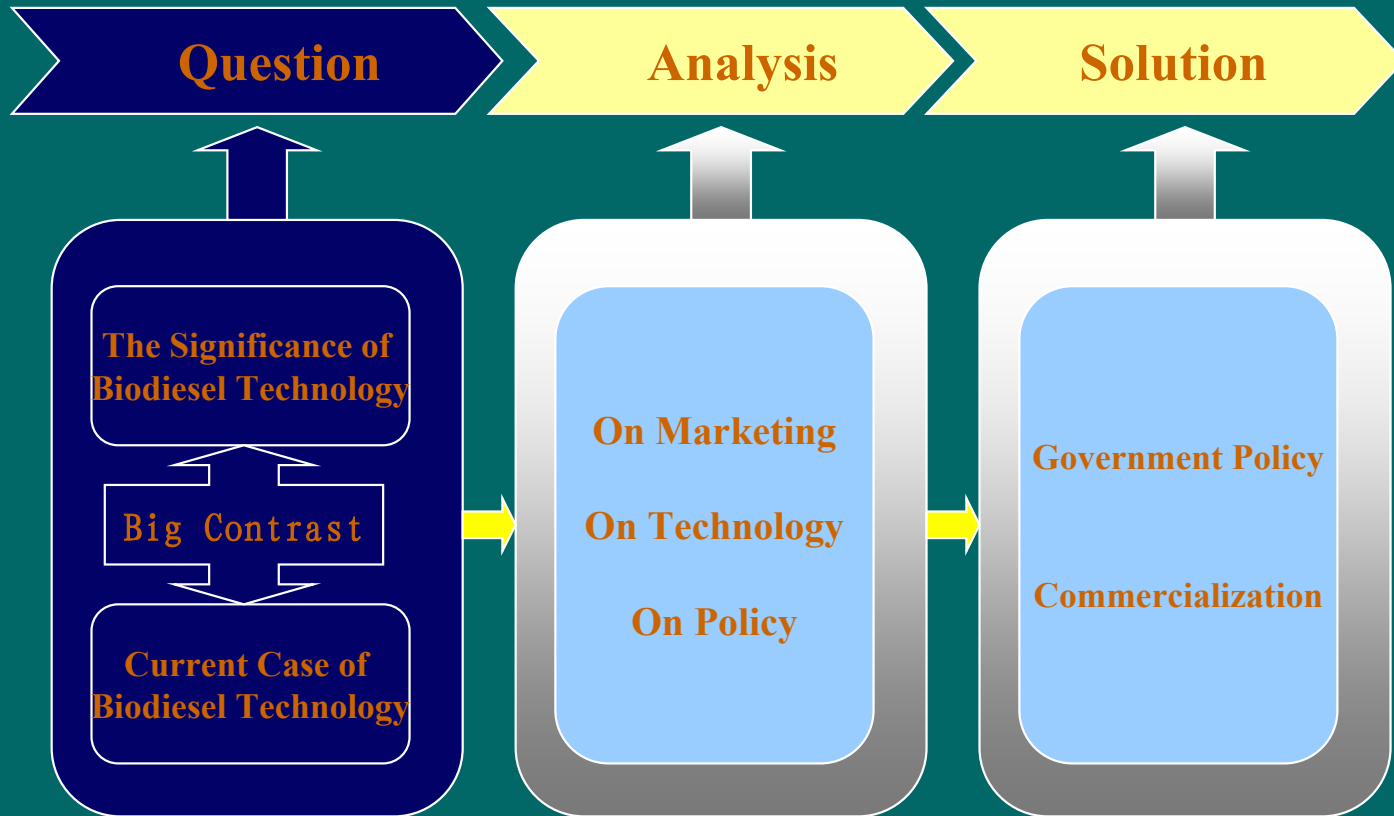 Question
Analysis
Solution
The Significance of
Biodiesel Technology
Big Contrast
Current Case of
Biodiesel Technology
On Marketing
On Technology
On Policy
Government Policy
Commercialization